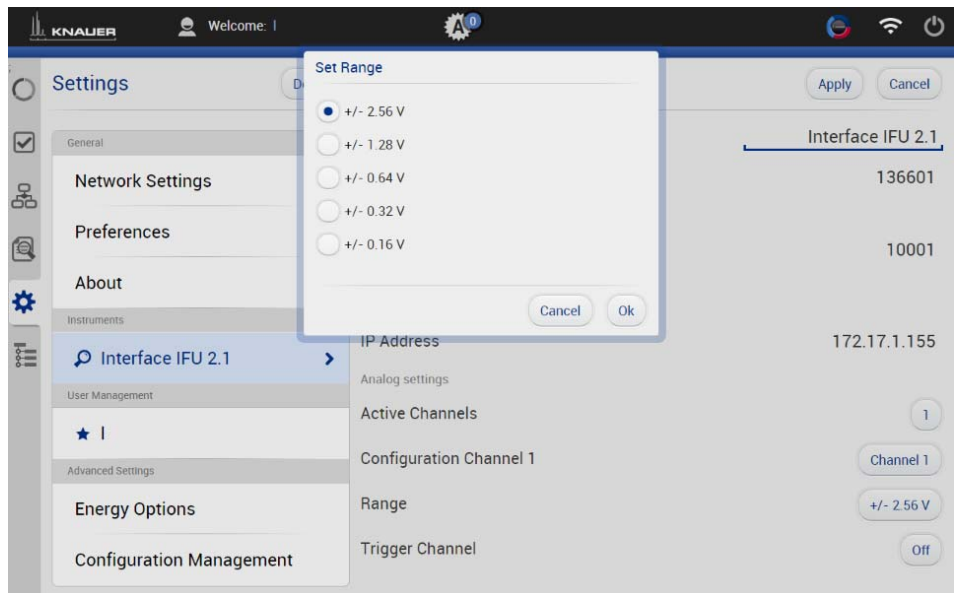 KNAUER
Welcome: I
A 0
Settings
Apply
Cancel
Set Range
+/- 2.56 V
+/- 1.28 V
+/- 0.64 V
+/- 0.32 V
+/- 0.16 V
Cancel
Ok
General
Network Settings
Preferences
About
Instruments
Interface IFU 2.1
User Management
I
Advanced Settings
Energy Options
Configuration Management
Interface IFU 2.1
136601
10001
IP Address 172.17.1.155
Analog settings
Active Channels 1
Configuration Channel 1 Channel 1
Range +/- 2.56 V
Trigger Channel Off